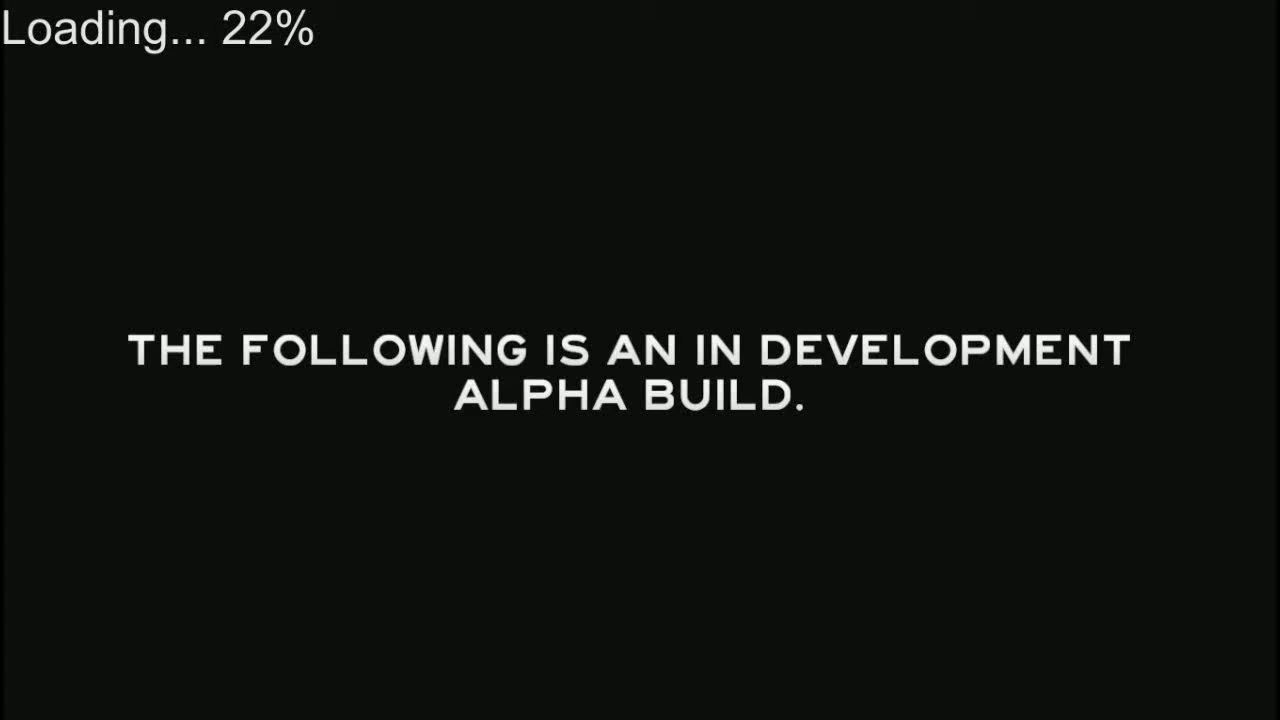 Loading... 22%
THE FOLLOWING IS AN IN DEVELOPMENT
ALPHA BUILD.